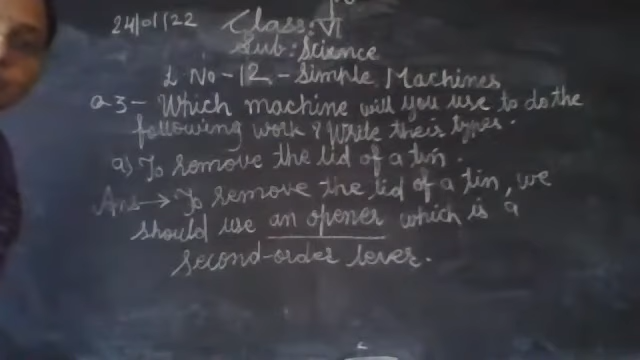 24/01/22 Class: VI
Sub: Science
L No-12-Simple Machines
Q.3- Which machine will you use to do the
following work? Write their types.
a) To remove the lid of a tin.
Ans→ To remove the lid of a tin, we
should use an opener which is a
second-order lever.